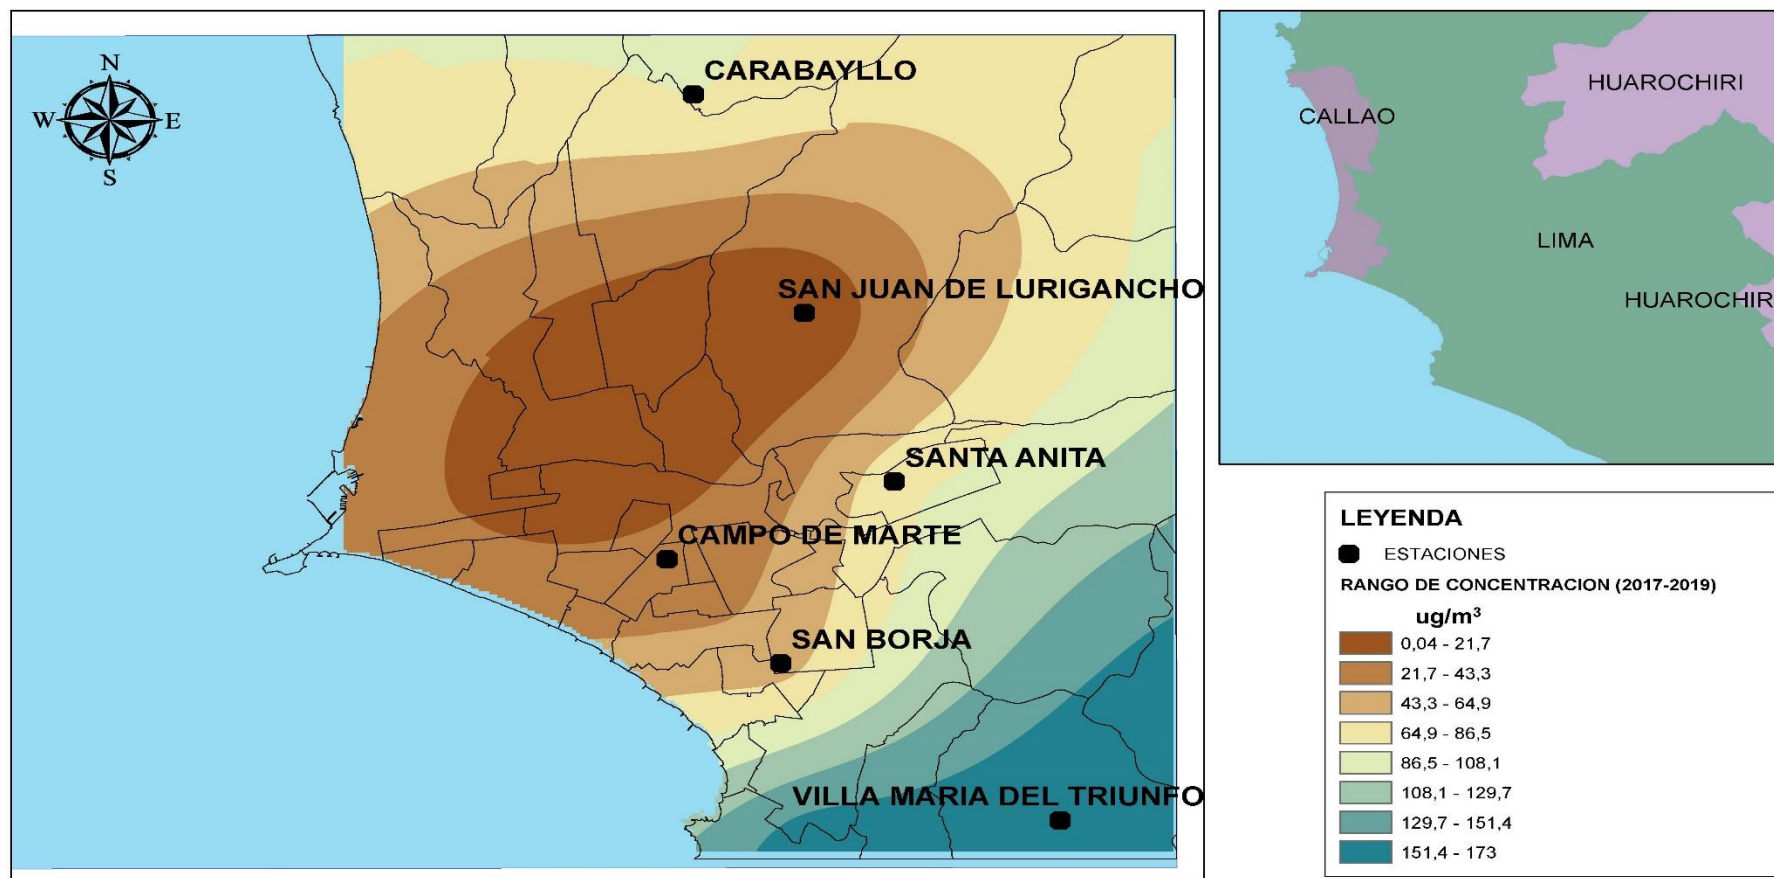 N
W
E
S
CARABAYLLO
SAN JUAN DE LURIGANCHO
SANTA ANITA
CAMPO DE MARTE
SAN BORJA
VILLA MARIA DEL TRIUNFO
HUAROCHIRI
CALLAO
LIMA
HUAROCHIR
LEYENDA
ESTACIONES
RANGO DE CONCENTRACION (2017-2019)
ug/m³
0,04 - 21,7
21,7 - 43,3
43,3 - 64,9
64,9 - 86,5
86,5 - 108,1
108,1 - 129,7
129,7 - 151,4
151,4 - 173